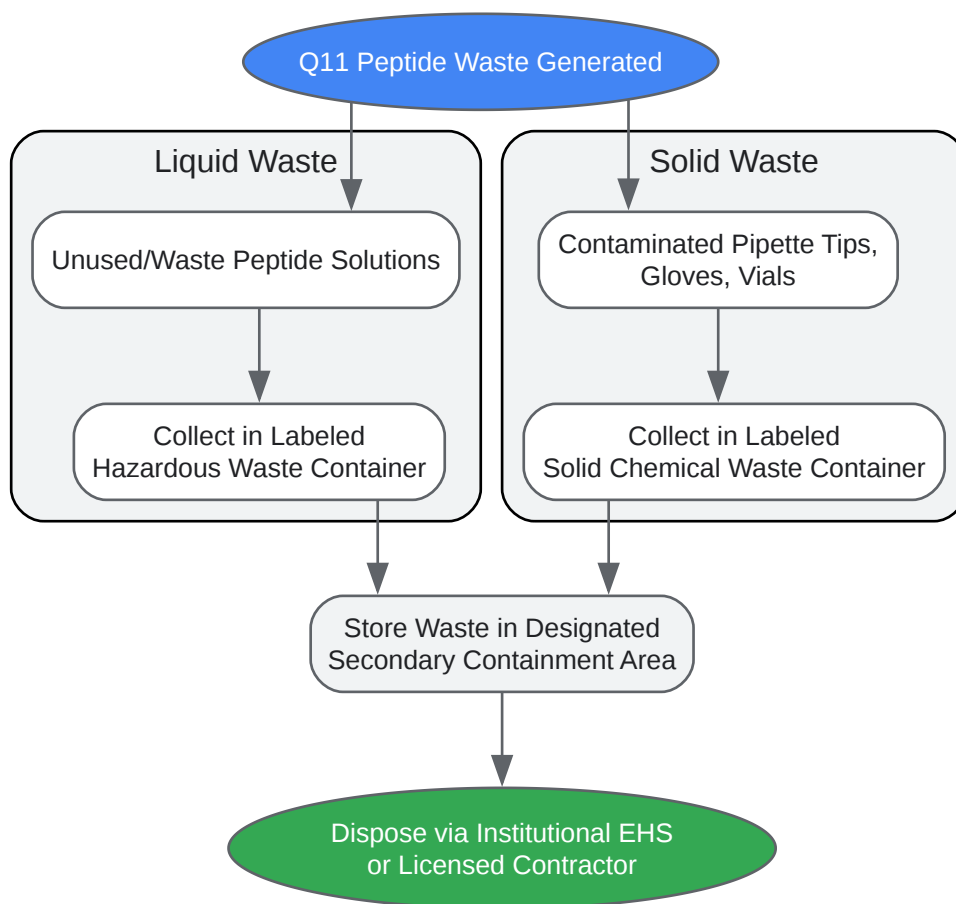 Q11 Peptide Waste Generated
Liquid Waste
Unused/Waste Peptide Solutions
Collect in Labeled
Hazardous Waste Container
Solid Waste
Contaminated Pipette Tips,
Gloves, Vials
Collect in Labeled
Solid Chemical Waste Container
Store Waste in Designated
Secondary Containment Area
Dispose via Institutional EHS
or Licensed Contractor